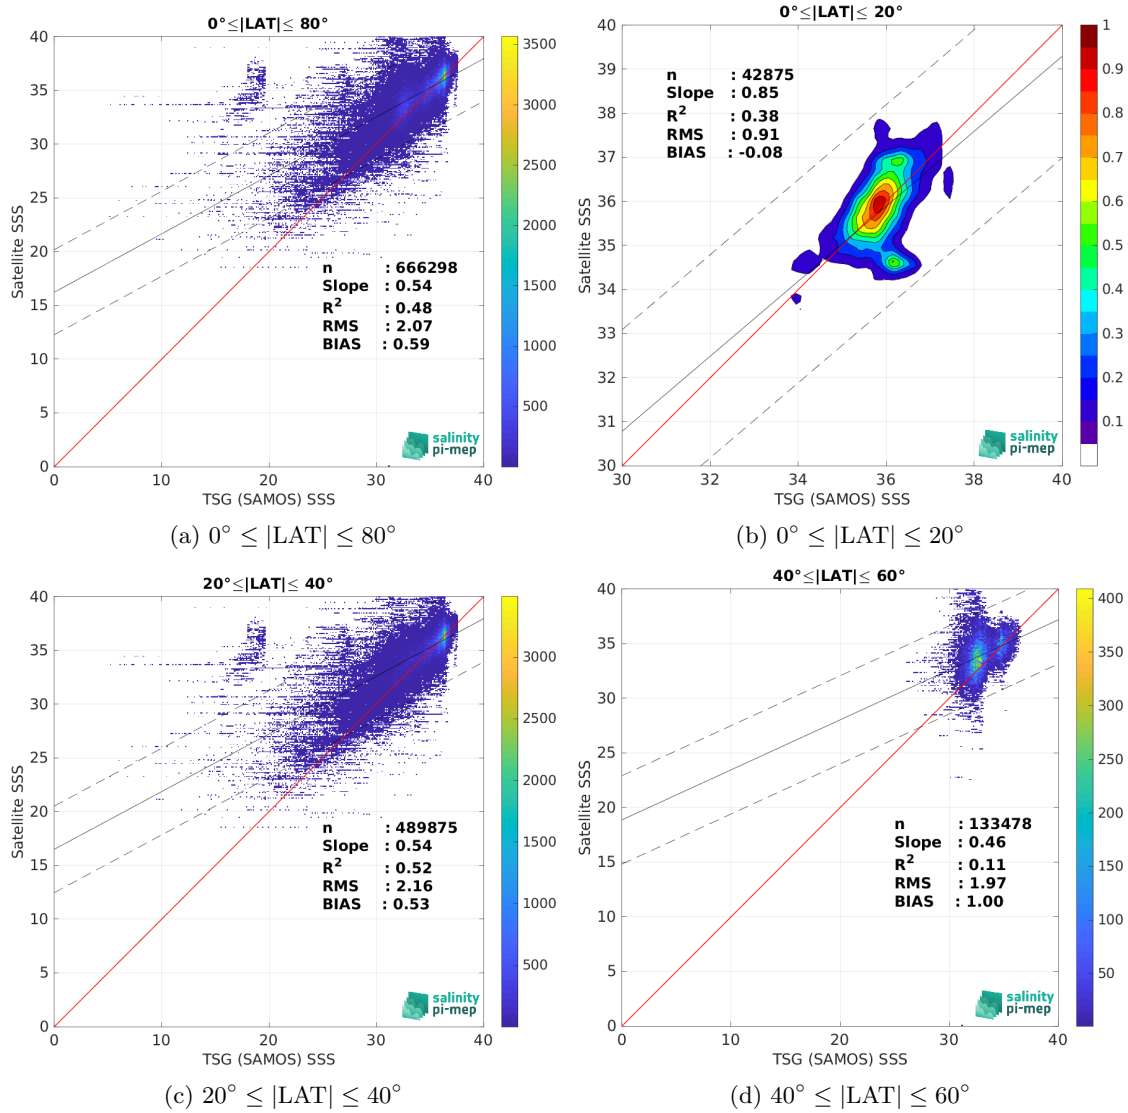 0°≤|LAT|≤ 80°
40
35
30
25
20
15
10
5
0
Satellite SSS
n : 666298
Slope : 0.54
R² : 0.48
RMS : 2.07
BIAS : 0.59
salinity
pi-mep
0 10 20 30 40
TSG (SAMOS) SSS
3500
3000
2500
2000
1500
1000
500
(a) 0° ≤ |LAT| ≤ 80°
0°≤|LAT|≤ 20°
40
39
38
37
36
35
34
33
32
31
30
Satellite SSS
n : 42875
Slope : 0.85
R² : 0.38
RMS : 0.91
BIAS : -0.08
salinity
pi-mep
30 32 34 36 38 40
TSG (SAMOS) SSS
1
0.9
0.8
0.7
0.6
0.5
0.4
0.3
0.2
0.1
(b) 0° ≤ |LAT| ≤ 20°
20°≤|LAT|≤ 40°
40
35
30
25
20
15
10
5
0
Satellite SSS
n : 489875
Slope : 0.54
R² : 0.52
RMS : 2.16
BIAS : 0.53
salinity
pi-mep
0 10 20 30 40
TSG (SAMOS) SSS
3000
2500
2000
1500
1000
500
(c) 20° ≤ |LAT| ≤ 40°
40°≤|LAT|≤ 60°
40
35
30
25
20
15
10
5
0
Satellite SSS
n : 133478
Slope : 0.46
R² : 0.11
RMS : 1.97
BIAS : 1.00
salinity
pi-mep
0 10 20 30 40
TSG (SAMOS) SSS
400
350
300
250
200
150
100
50
(d) 40° ≤ |LAT| ≤ 60°